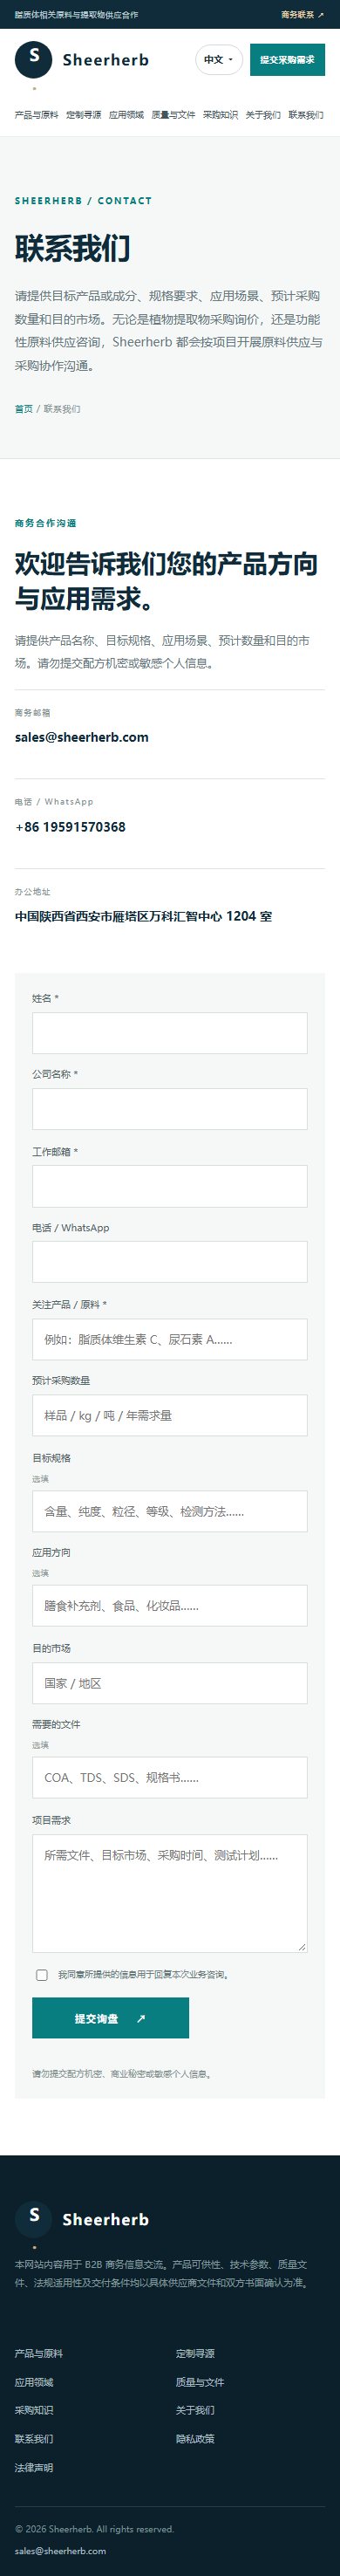 脂质体相关原料与提取物供应合作
商务联系 ↗
S
Sheerherb
中文
提交采购需求
产品与原料 定制寻源 应用领域 质量与文件 采购知识 关于我们 联系我们
SHEERHERB / CONTACT
联系我们
请提供目标产品或成分、规格要求、应用场景、预计采购
数量和目的市场。无论是植物提取物采购询价，还是功能
性原料供应咨询，Sheerherb 都会按项目开展原料供应与
采购协作沟通。
首页 / 联系我们
商务合作沟通
欢迎告诉我们您的产品方向
与应用需求。
请提供产品名称、目标规格、应用场景、预计数量和目的市
场。请勿提交配方机密或敏感个人信息。
商务邮箱
sales@sheerherb.com
电话 / WhatsApp
+86 19591570368
办公地址
中国陕西省西安市雁塔区万科汇智中心 1204 室
姓名 *
公司名称 *
工作邮箱 *
电话 / WhatsApp
关注产品 / 原料 *
例如：脂质体维生素 C、尿石素 A......
预计采购数量
样品 / kg / 吨 / 年需求量
目标规格
选填
含量、纯度、粒径、等级、检测方法......
应用方向
选填
膳食补充剂、食品、化妆品......
目的市场
国家 / 地区
需要的文件
选填
COA、TDS、SDS、规格书......
项目需求
所需文件、目标市场、采购时间、测试计划......
我同意所提供的信息用于回复本次业务咨询。
提交询盘 ↗
请勿提交配方机密、商业秘密或敏感个人信息。
S
Sheerherb
本网站内容用于 B2B 商务信息交流。产品可供性、技术参数、质量文
件、法规适用性及交付条件均以具体供应商文件和双方书面确认为准。
产品与原料 定制寻源
应用领域 质量与文件
采购知识 关于我们
联系我们 隐私政策
法律声明
© 2026 Sheerherb. All rights reserved.
sales@sheerherb.com